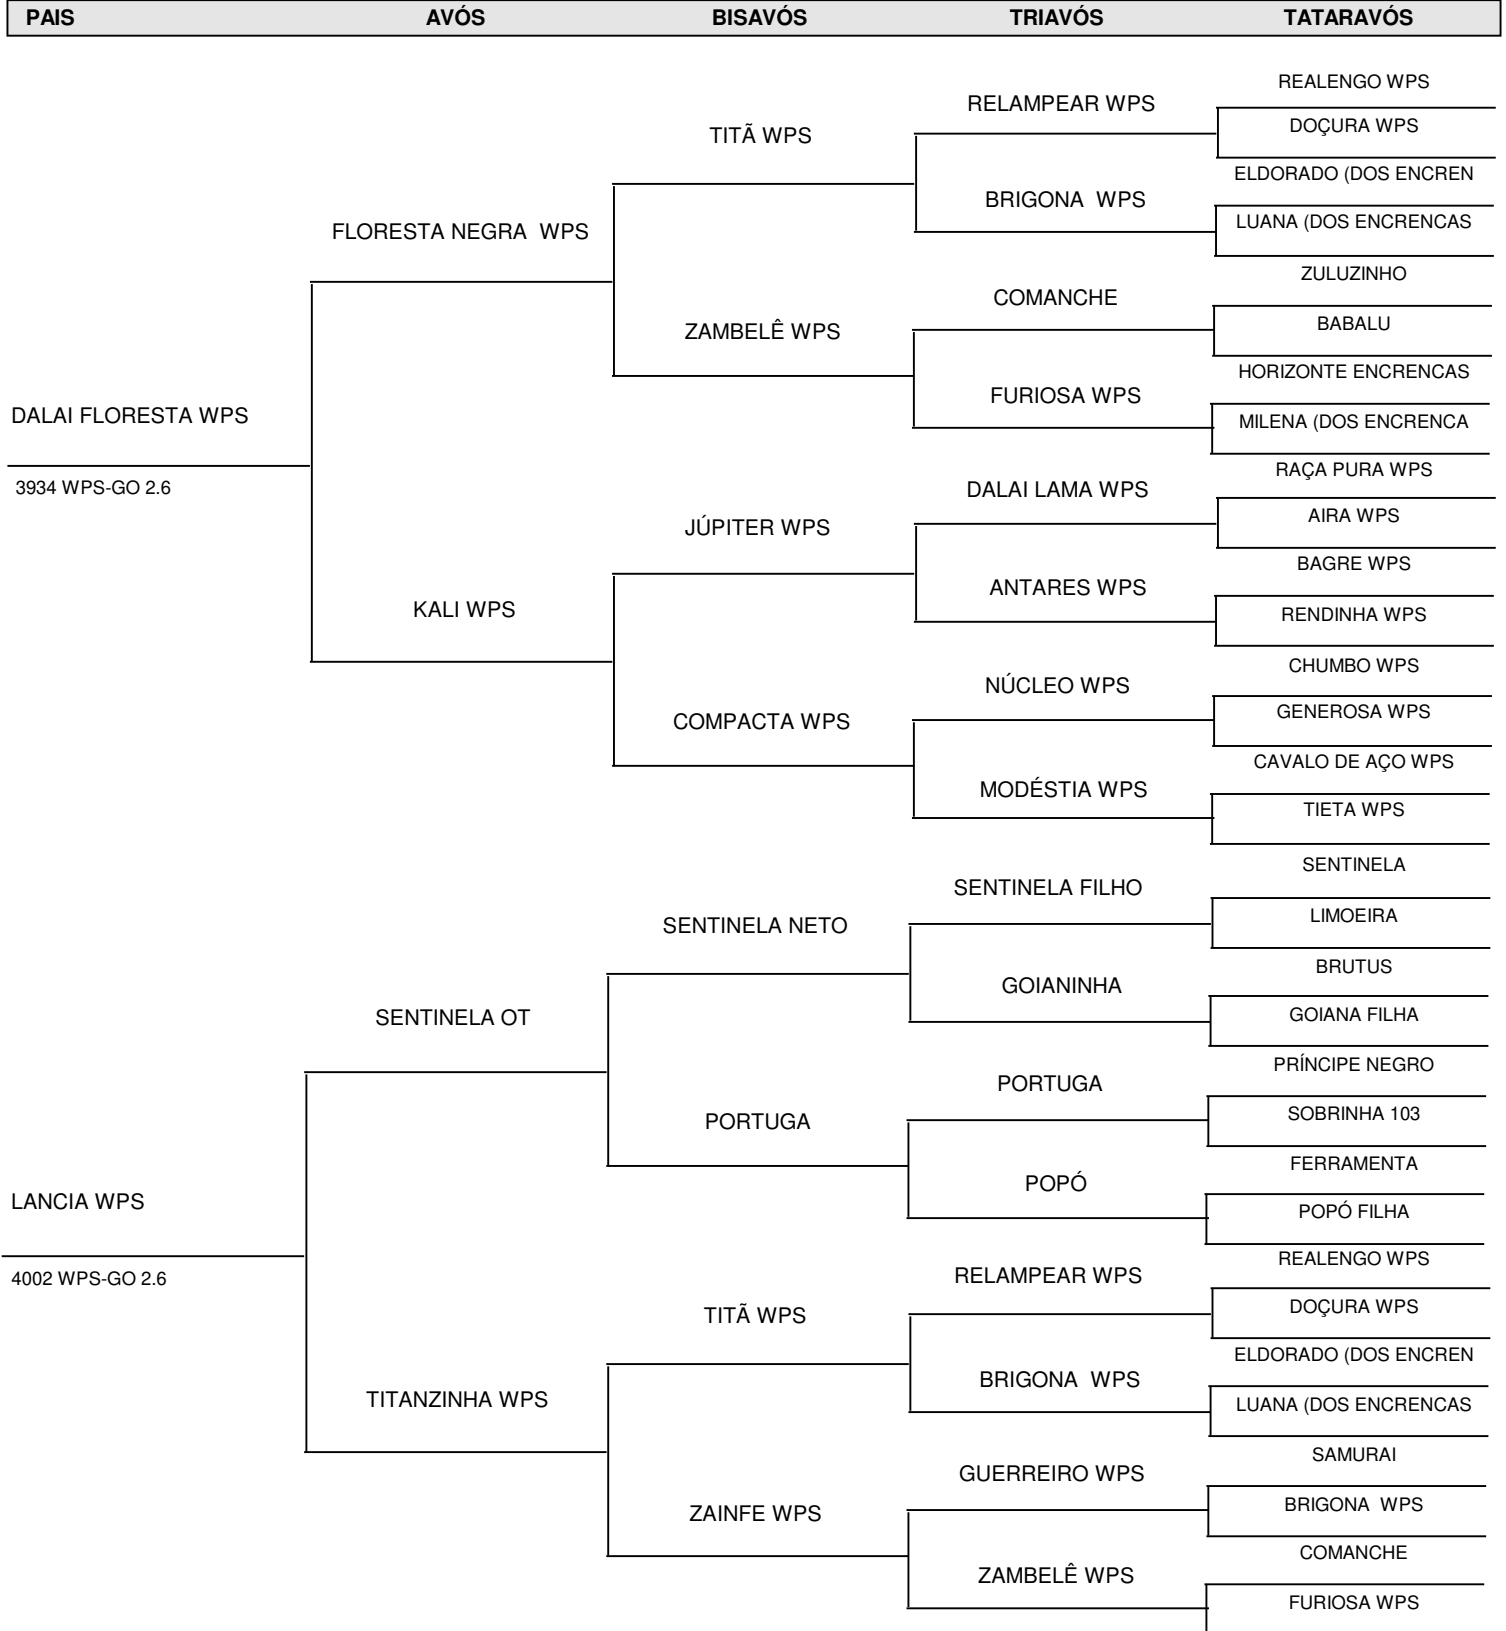 PAIS AVÓS BISAVÓS TRIAVÓS TATARAVÓS
REALENGO WPS
RELAMPEAR WPS
DOÇURA WPS
TITÃ WPS
ELDORADO (DOS ENCREN
BRIGONA  WPS
LUANA (DOS ENCRENCAS
FLORESTA NEGRA  WPS
ZULUZINHO
COMANCHE
BABALU
ZAMBELÊ WPS
HORIZONTE ENCRENCAS
FURIOSA WPS
MILENA (DOS ENCRENCA
DALAI FLORESTA WPS
3934 WPS-GO 2.6
RAÇA PURA WPS
DALAI LAMA WPS
AIRA WPS
JÚPITER WPS
BAGRE WPS
ANTARES WPS
RENDINHA WPS
KALI WPS
CHUMBO WPS
NÚCLEO WPS
GENEROSA WPS
COMPACTA WPS
CAVALO DE AÇO WPS
MODÉSTIA WPS
TIETA WPS
SENTINELA
SENTINELA FILHO
LIMOEIRA
SENTINELA NETO
BRUTUS
GOIANINHA
GOIANA FILHA
SENTINELA OT
PRÍNCIPE NEGRO
PORTUGA
SOBRINHA 103
PORTUGA
FERRAMENTA
POPÓ
POPÓ FILHA
LANCIA WPS
4002 WPS-GO 2.6
REALENGO WPS
RELAMPEAR WPS
DOÇURA WPS
TITÃ WPS
ELDORADO (DOS ENCREN
BRIGONA  WPS
LUANA (DOS ENCRENCAS
TITANZINHA WPS
SAMURAI
GUERREIRO WPS
BRIGONA  WPS
ZAINFE WPS
COMANCHE
ZAMBELÊ WPS
FURIOSA WPS